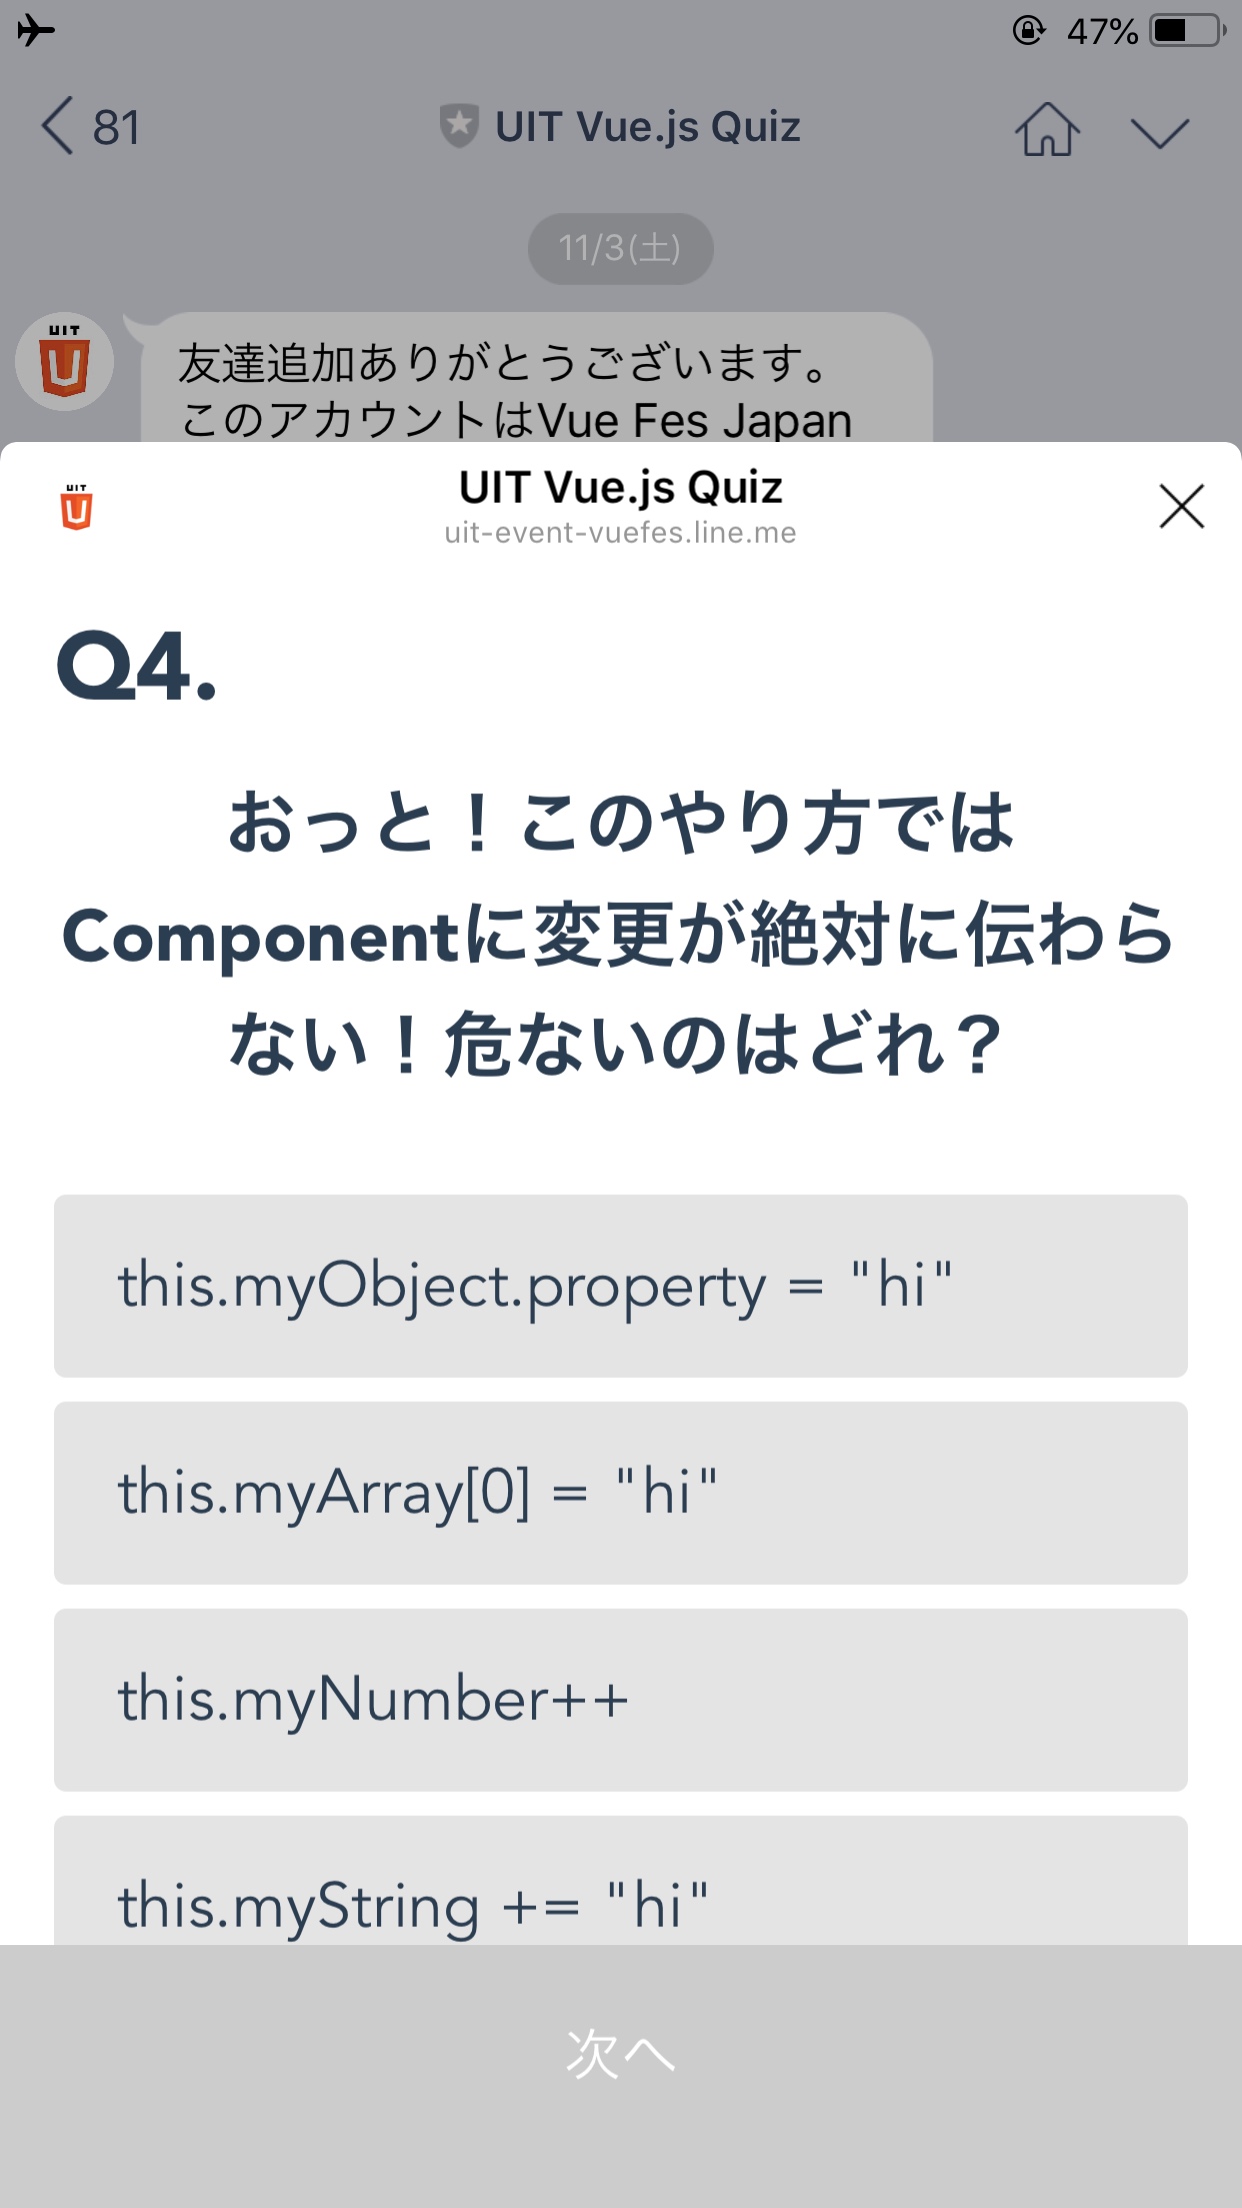 47%
81
UIT Vue.js Quiz
11/3(土)
UIT
友達追加ありがとうございます。
このアカウントはVue Fes Japan
UIT
UIT Vue.js Quiz
uit-event-vuefes.line.me
Q4.
おっと！このやり方では
Componentに変更が絶対に伝わら
ない！危ないのはどれ？
this.myObject.property = "hi"
this.myArray[0] = "hi"
this.myNumber++
this.myString += "hi"
次へ